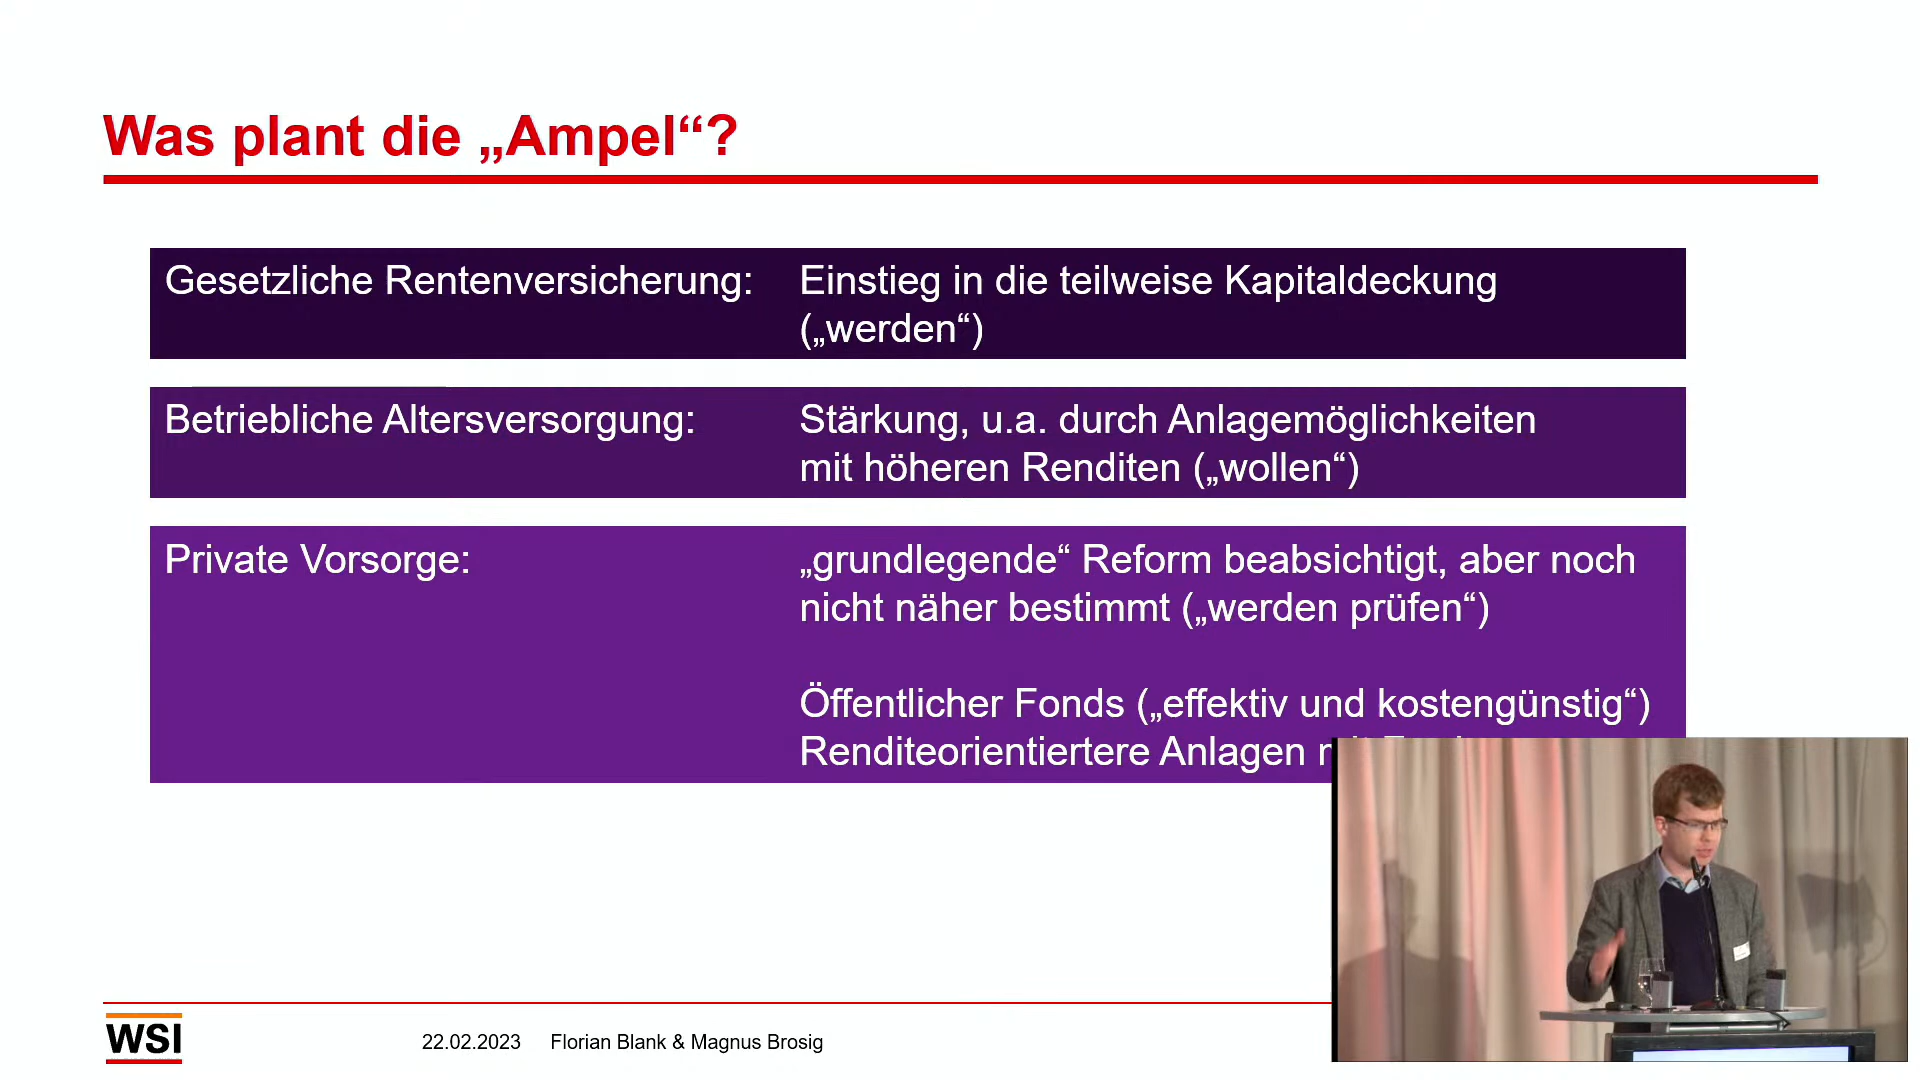 Was plant die „Ampel“?
Gesetzliche Rentenversicherung: Einstieg in die teilweise Kapitaldeckung
(„werden“)
Betriebliche Altersversorgung: Stärkung, u.a. durch Anlagemöglichkeiten
mit höheren Renditen („wollen“)
Private Vorsorge: „grundlegende“ Reform beabsichtigt, aber noch
nicht näher bestimmt („werden prüfen“)
Öffentlicher Fonds („effektiv und kostengünstig“)
Renditeorientiertere Anlagen
WSI
22.02.2023 Florian Blank & Magnus Brosig